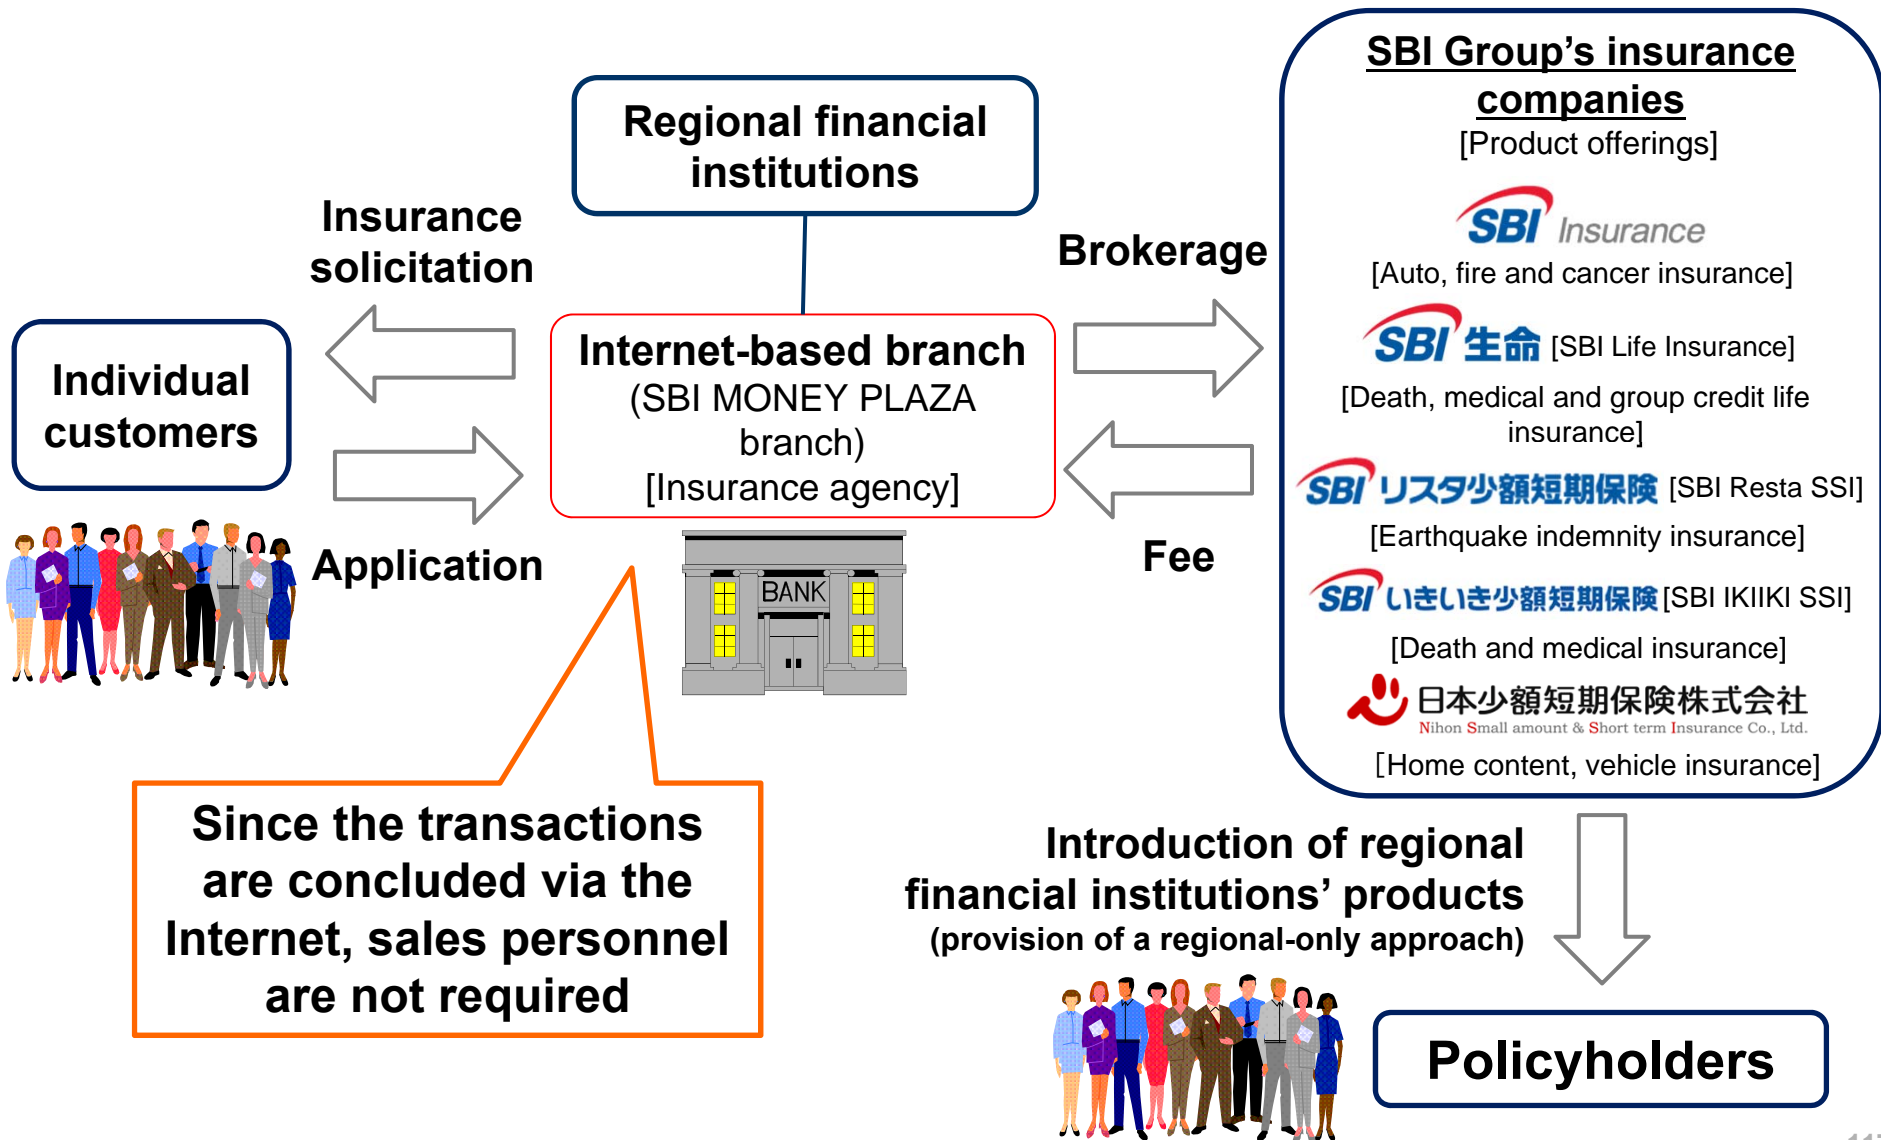 Regional financial
institutions
Insurance
solicitation
Individual
customers
Application
Internet-based branch
(SBI MONEY PLAZA
branch)
[Insurance agency]
BANK
Since the transactions
are concluded via the
Internet, sales personnel
are not required
Brokerage
Fee
SBI Group’s insurance
companies
[Product offerings]
SBI Insurance
[Auto, fire and cancer insurance]
SBI 生命 [SBI Life Insurance]
[Death, medical and group credit life
insurance]
SBI リスタ少額短期保険 [SBI Resta SSI]
[Earthquake indemnity insurance]
SBI いきいき少額短期保険 [SBI IKIIKI SSI]
[Death and medical insurance]
日本少額短期保険株式会社
Nihon Small amount & Short term Insurance Co., Ltd.
[Home content, vehicle insurance]
Introduction of regional
financial institutions’ products
(provision of a regional-only approach)
Policyholders